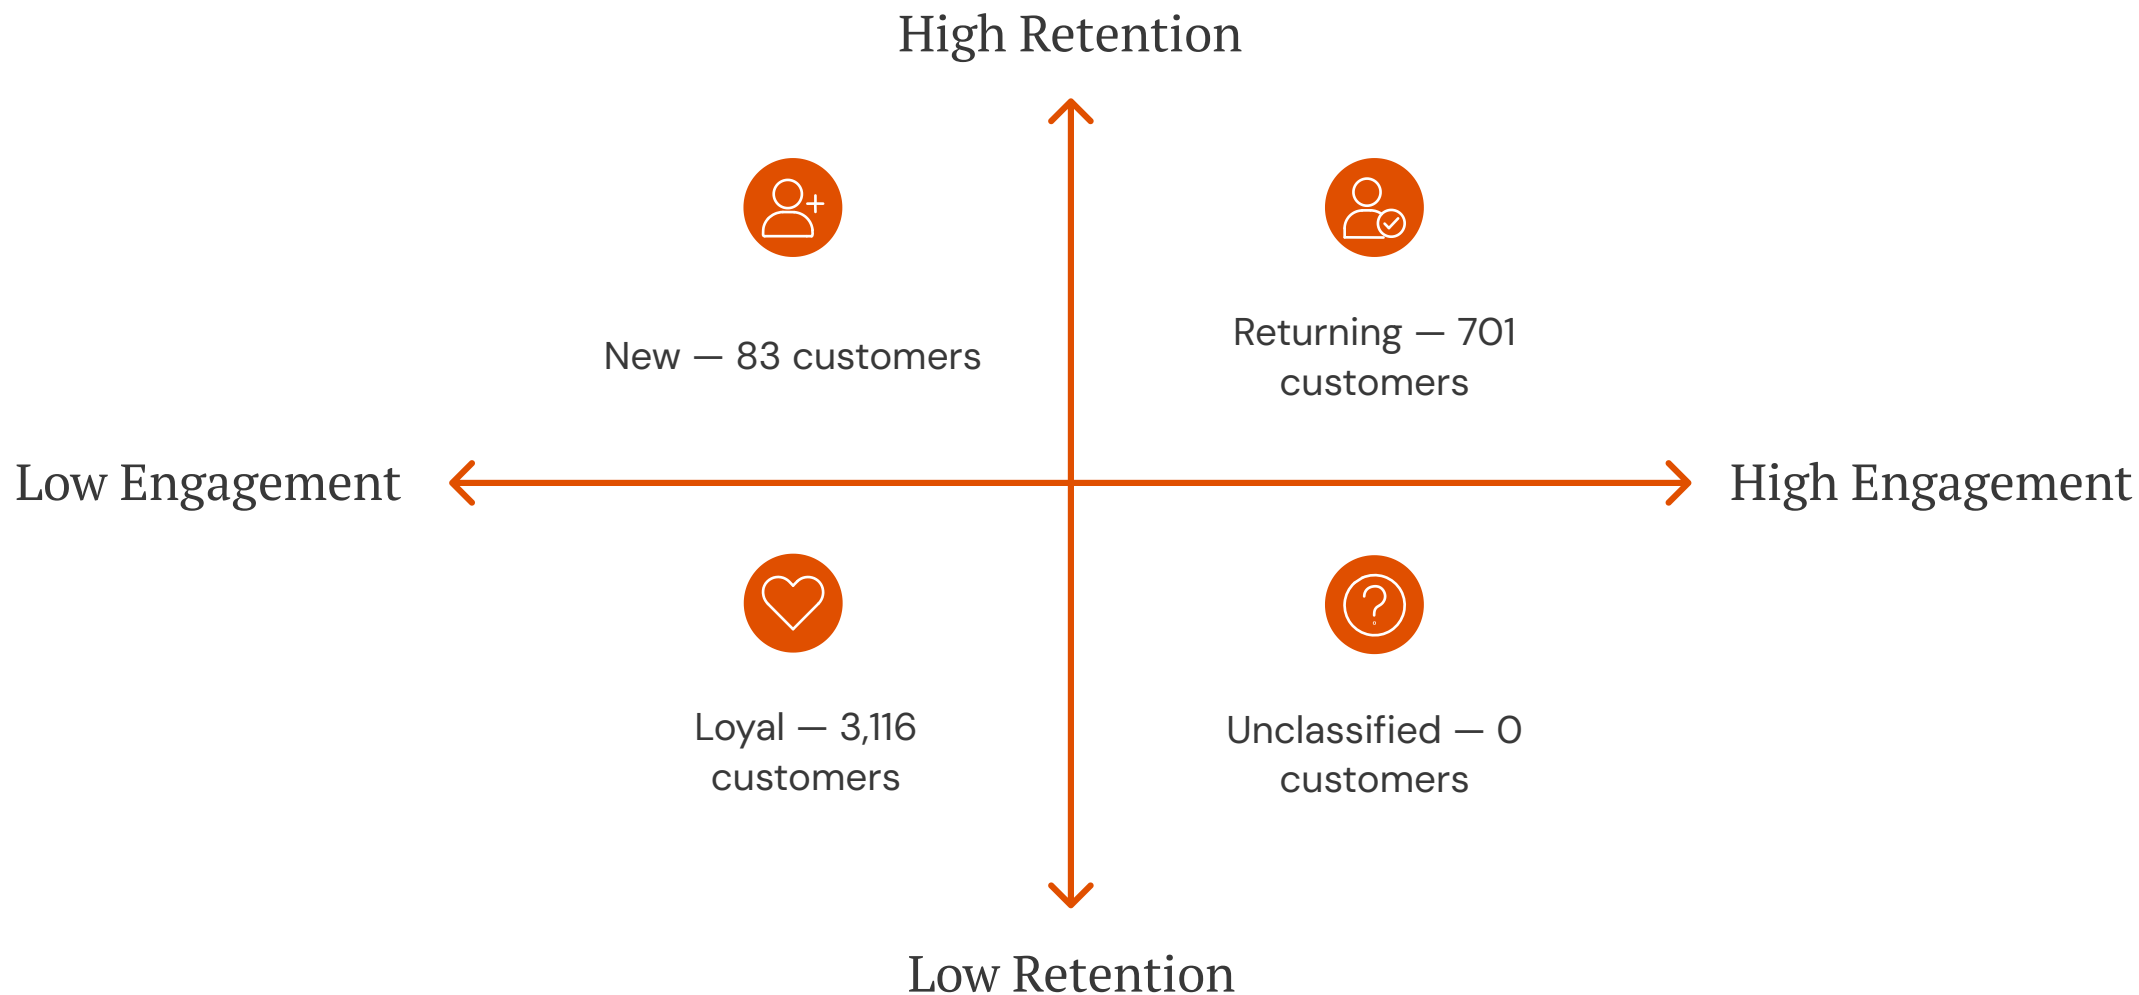 High Retention
New — 83 customers
Returning — 701
customers
Low Engagement
High Engagement
Loyal — 3,116
customers
Unclassified — 0
customers
Low Retention